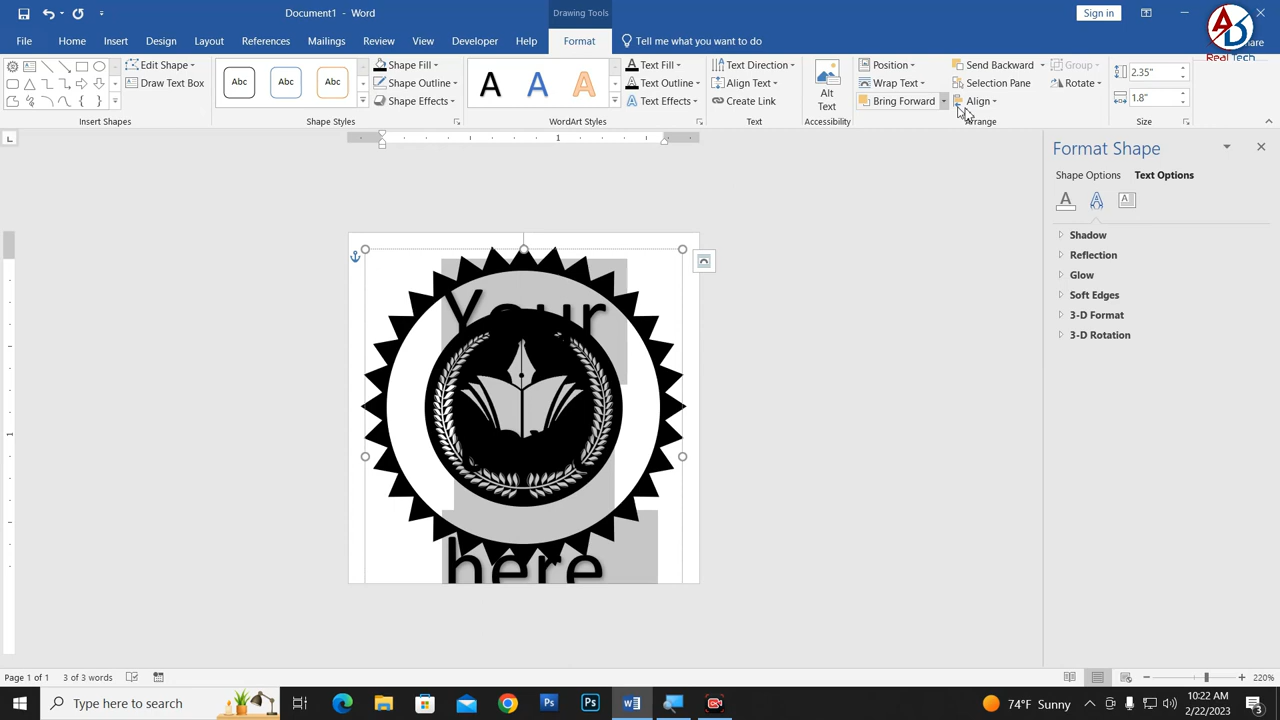 Document1 - Word
Drawing Tools
Sign in
File
Home
Insert
Design
Layout
References
Mailings
Review
View
Developer
Help
Format
Tell me what you want to do
Share
RealTech
Edit Shape
Draw Text Box
Insert Shapes
Abc
Abc
Abc
Shape Fill
Shape Outline
Shape Effects
Shape Styles
A
A
A
Text Fill
Text Outline
Text Effects
WordArt Styles
Text Direction
Align Text
Create Link
Text
Alt
Text
Accessibility
Position
Wrap Text
Bring Forward
Send Backward
Selection Pane
Align
Group
Rotate
Arrange
2.35"
1.8"
Size
1
1
Format Shape
Shape Options
Text Options
Shadow
Reflection
Glow
Soft Edges
3-D Format
3-D Rotation
Your
here
Page 1 of 1
3 of 3 words
220%
Type here to search
74°F Sunny
10:22 AM
2/22/2023
3